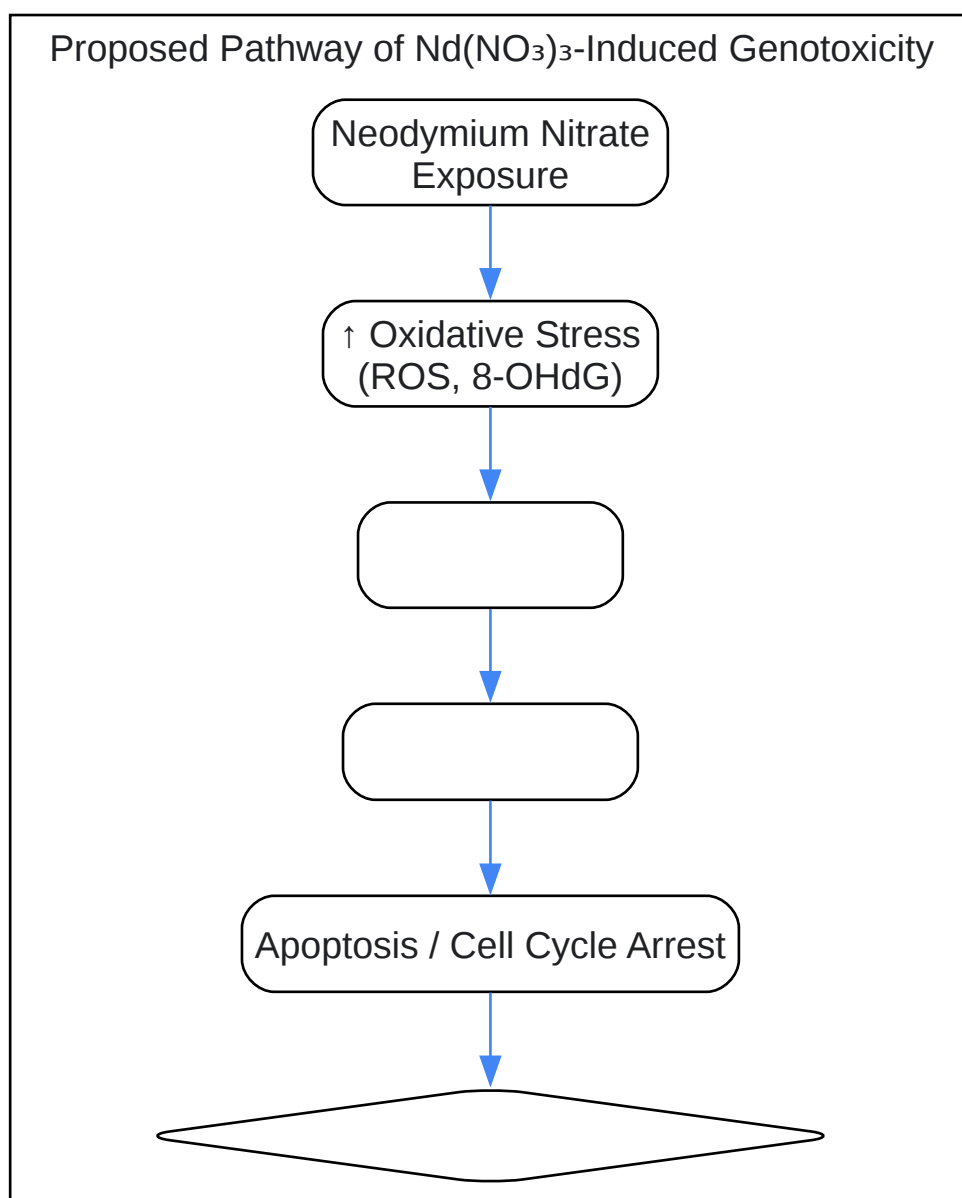 Proposed Pathway of Nd(NO₃)₃-Induced Genotoxicity
Neodymium Nitrate
Exposure
↑ Oxidative Stress
(ROS, 8-OHdG)
Apoptosis / Cell Cycle Arrest